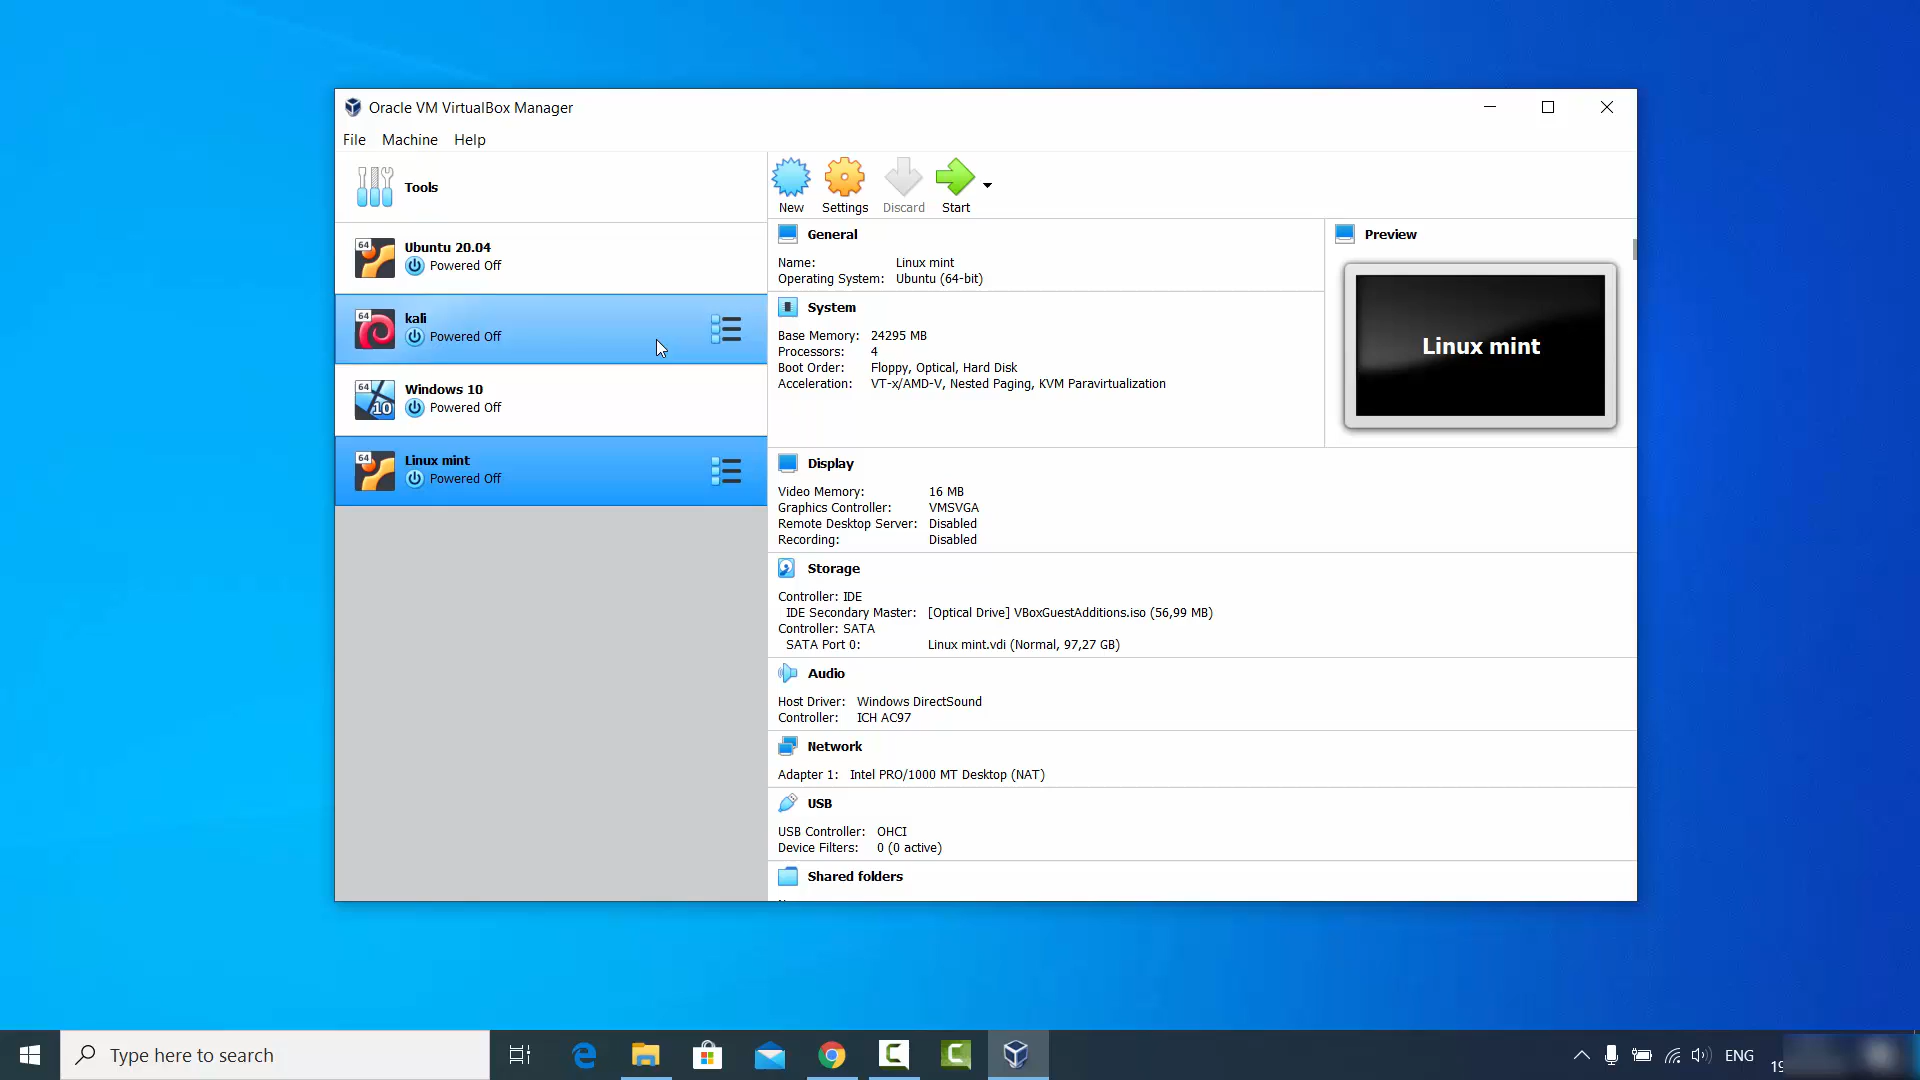 Oracle VM VirtualBox Manager
File Machine Help
Tools
64
Ubuntu 20.04
Powered Off
64
kali
Powered Off
64
10
Windows 10
Powered Off
64
Linux mint
Powered Off
New Settings Discard Start
General
Name: Linux mint
Operating System: Ubuntu (64-bit)
System
Base Memory: 24295 MB
Processors: 4
Boot Order: Floppy, Optical, Hard Disk
Acceleration: VT-x/AMD-V, Nested Paging, KVM Paravirtualization
Preview
Linux mint
Display
Video Memory: 16 MB
Graphics Controller: VMSVGA
Remote Desktop Server: Disabled
Recording: Disabled
Storage
Controller: IDE
IDE Secondary Master: [Optical Drive] VBoxGuestAdditions.iso (56,99 MB)
Controller: SATA
SATA Port 0: Linux mint.vdi (Normal, 97,27 GB)
Audio
Host Driver: Windows DirectSound
Controller: ICH AC97
Network
Adapter 1: Intel PRO/1000 MT Desktop (NAT)
USB
USB Controller: OHCI
Device Filters: 0 (0 active)
Shared folders
Type here to search
ENG